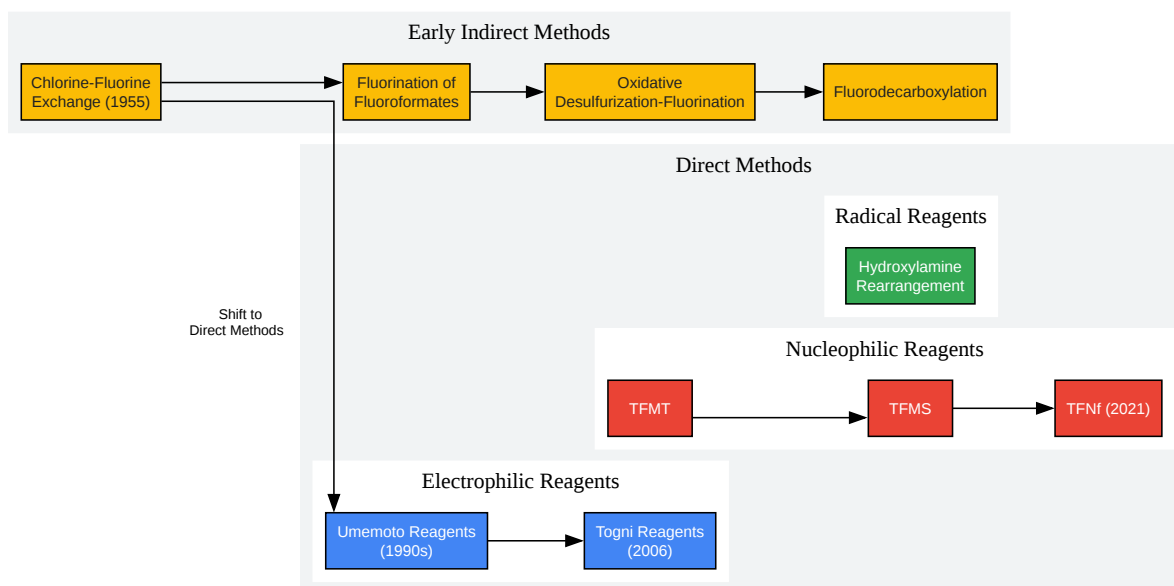 Early Indirect Methods
Chlorine-Fluorine
Exchange (1955)
Fluorination of
Fluoroformates
Oxidative
Desulfurization-Fluorination
Fluorodecarboxylation
Direct Methods
Radical Reagents
Hydroxylamine
Rearrangement
Shift to
Direct Methods
Nucleophilic Reagents
TFMT
TFMS
TFNf (2021)
Electrophilic Reagents
Umemoto Reagents
(1990s)
Togni Reagents
(2006)